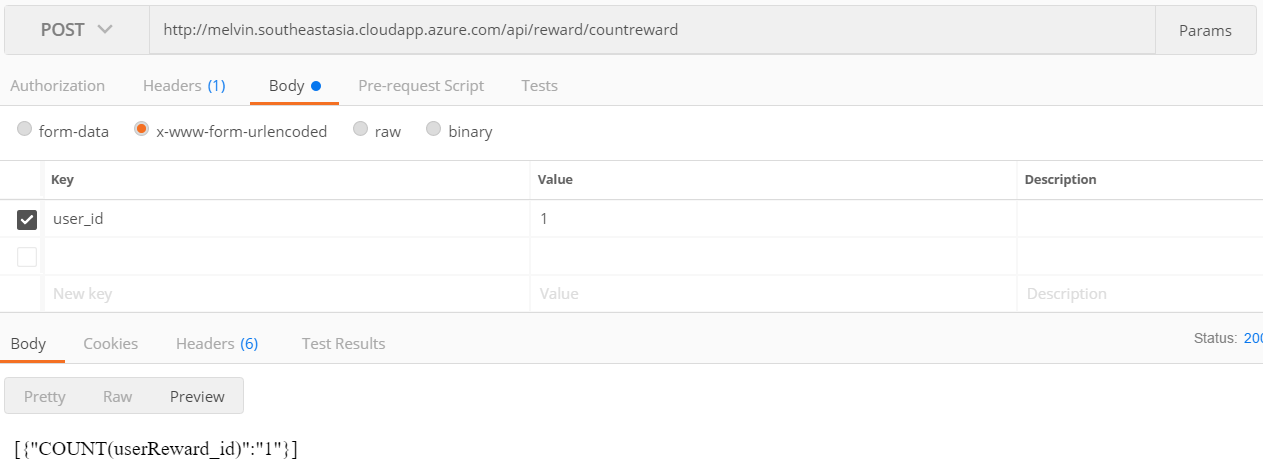 POST http://melvin.southeastasia.cloudapp.azure.com/api/reward/countreward Params
Authorization Headers (1) Body Pre-request Script Tests
form-data x-www-form-urlencoded raw binary
Key Value Description
user_id 1
New key Value Description
Body Cookies Headers (6) Test Results Status: 200
Pretty Raw Preview
[{"COUNT(userReward_id)":"1"}]